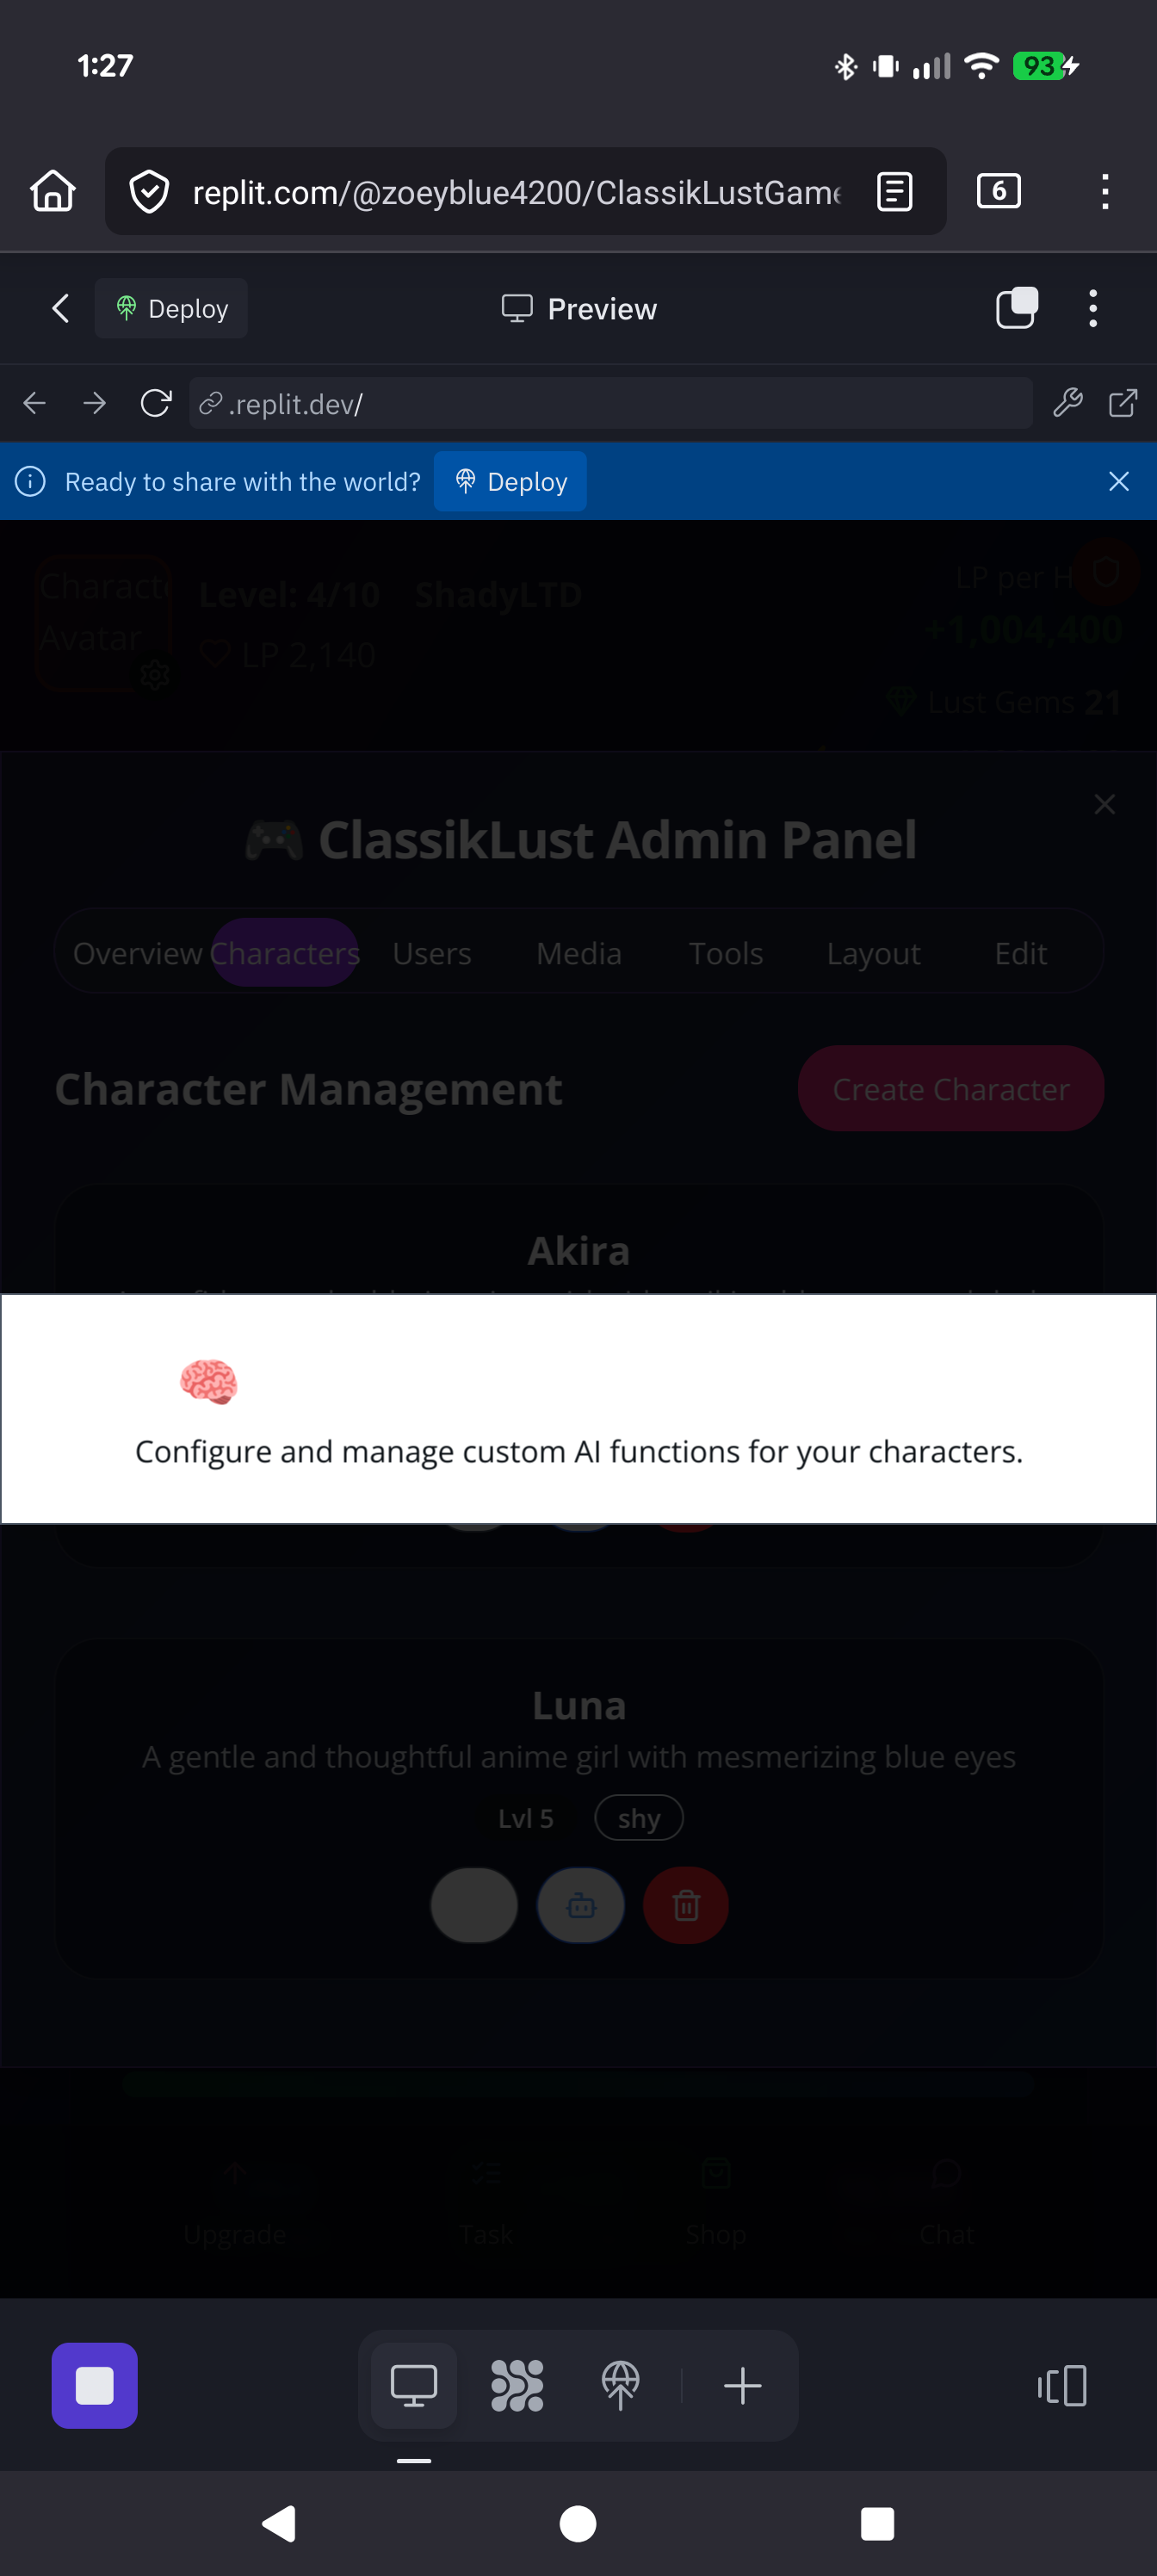 1:27
93
replit.com/@zoeyblue4200/ClassikLustGame
6
Deploy
Preview
.replit.dev/
Ready to share with the world?
Deploy
Level: 4/10 ShadyLTD
LP per H
Avatar
LP 2,140
+1,004,400
Lust Gems 21
ClassikLust Admin Panel
Overview Characters Users Media Tools Layout Edit
Character Management
Create Character
Akira
Configure and manage custom AI functions for your characters.
Luna
A gentle and thoughtful anime girl with mesmerizing blue eyes
Lvl 5 shy
Upgrade Task Shop Chat